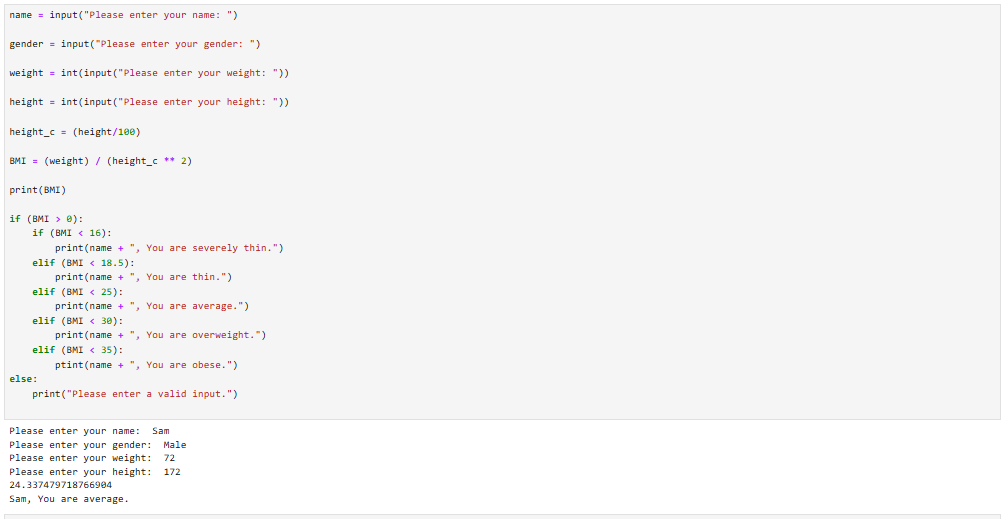 name = input("Please enter your name: ")
gender = input("Please enter your gender: ")
weight = int(input("Please enter your weight: "))
height = int(input("Please enter your height: "))
height_c = (height/100)
BMI = (weight) / (height_c ** 2)
print(BMI)
if (BMI > 0):
    if (BMI < 16):
        print(name + ", You are severely thin.")
    elif (BMI < 18.5):
        print(name + ", You are thin.")
    elif (BMI < 25):
        print(name + ", You are average.")
    elif (BMI < 30):
        print(name + ", You are overweight.")
    elif (BMI < 35):
        ptint(name + ", You are obese.")
else:
    print("Please enter a valid input.")
Please enter your name:  Sam
Please enter your gender:  Male
Please enter your weight:  72
Please enter your height:  172
24.337479718766904
Sam, You are average.